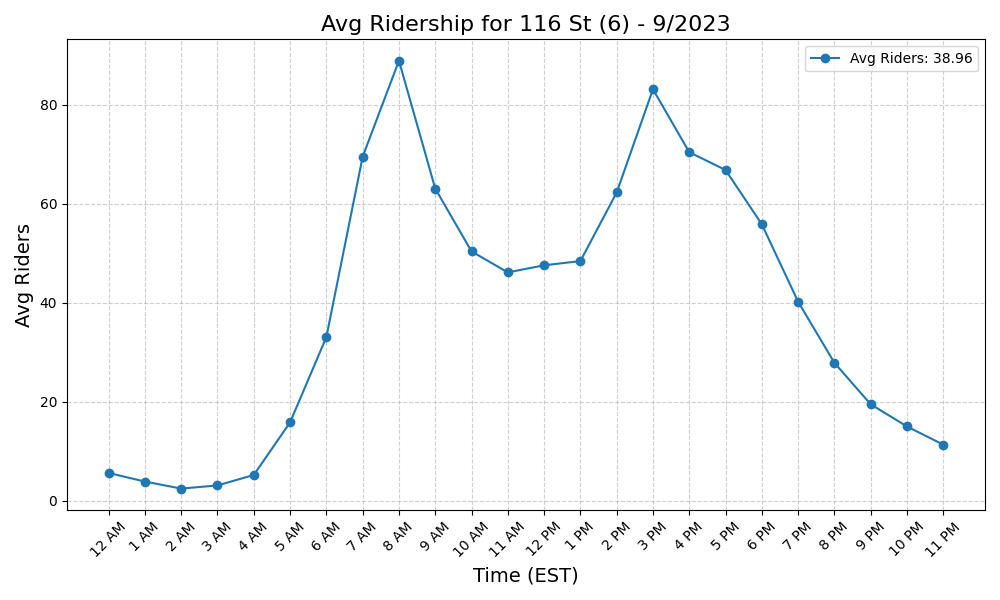 Avg Ridership for 116 St (6) - 9/2023
Avg Riders: 38.96
Avg Riders
80
60
40
20
0
12 AM
1 AM
2 AM
3 AM
4 AM
5 AM
6 AM
7 AM
8 AM
9 AM
10 AM
11 AM
12 PM
1 PM
2 PM
3 PM
4 PM
5 PM
6 PM
7 PM
8 PM
9 PM
10 PM
11 PM
Time (EST)